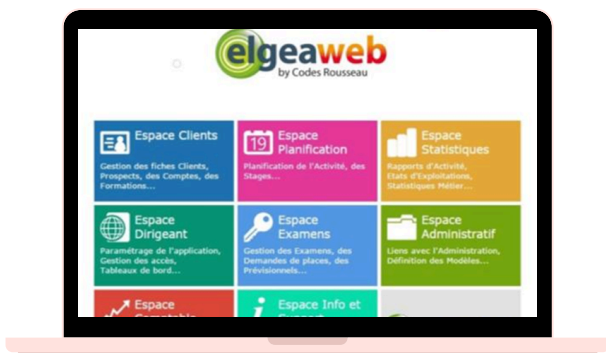 elgeaweb
by Codes Rousseau
Espace Clients
Gestion des fiches Clients,
Prospects, des Comptes, des
Formations...
19
Espace
Planification
Planification de l'Activité, des
Stages...
Espace
Statistiques
Rapports d'Activité,
Etats d'Exploitations,
Statistiques Métier...
Espace
Dirigeant
Paramétrage de l'application,
Gestion des accès,
Tableaux de bord...
Espace
Examens
Gestion des Examens, des
Demandes de places, des
Prévisionnels...
Espace
Administratif
Liens avec l'Administration,
Définition des Modèles...
Espace
Espace Info et